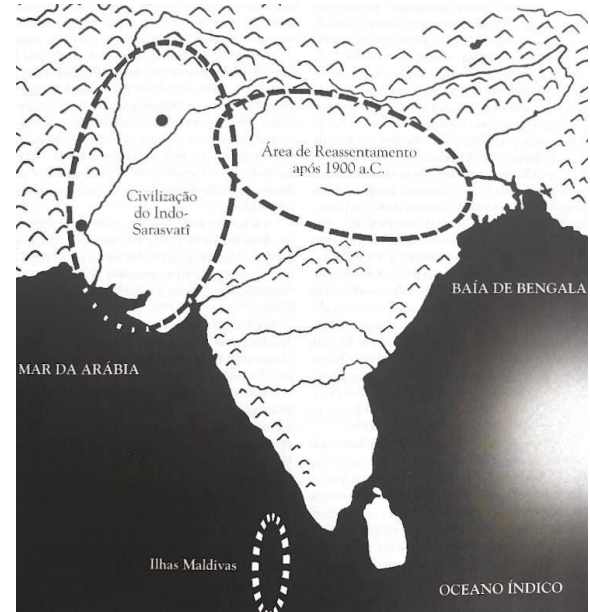 Área de Reassentamento
após 1900 a.C.
Civilização
do Indo-
Sarasvatî
BAÍA DE BENGALA
MAR DA ARÁBIA
Ilhas Maldivas
OCEANO ÍNDICO